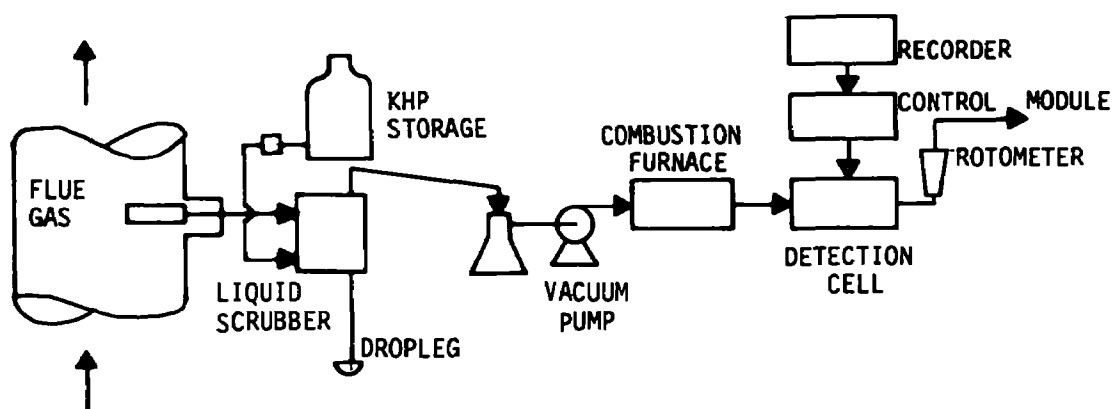 RECORDER
KHP
STORAGE
CONTROL
MODULE
COMBUSTION
FURNACE
ROTOMETER
FLUE
GAS
LIQUID
SCRUBBER
VACUUM
PUMP
DETECTION
CELL
DROPLEG